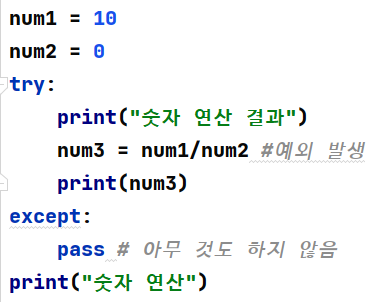 num1 = 10
num2 = 0
try:
    print("숫자 연산 결과")
    num3 = num1/num2 #예외 발생
    print(num3)
except:
    pass # 아무 것도 하지 않음
print("숫자 연산")